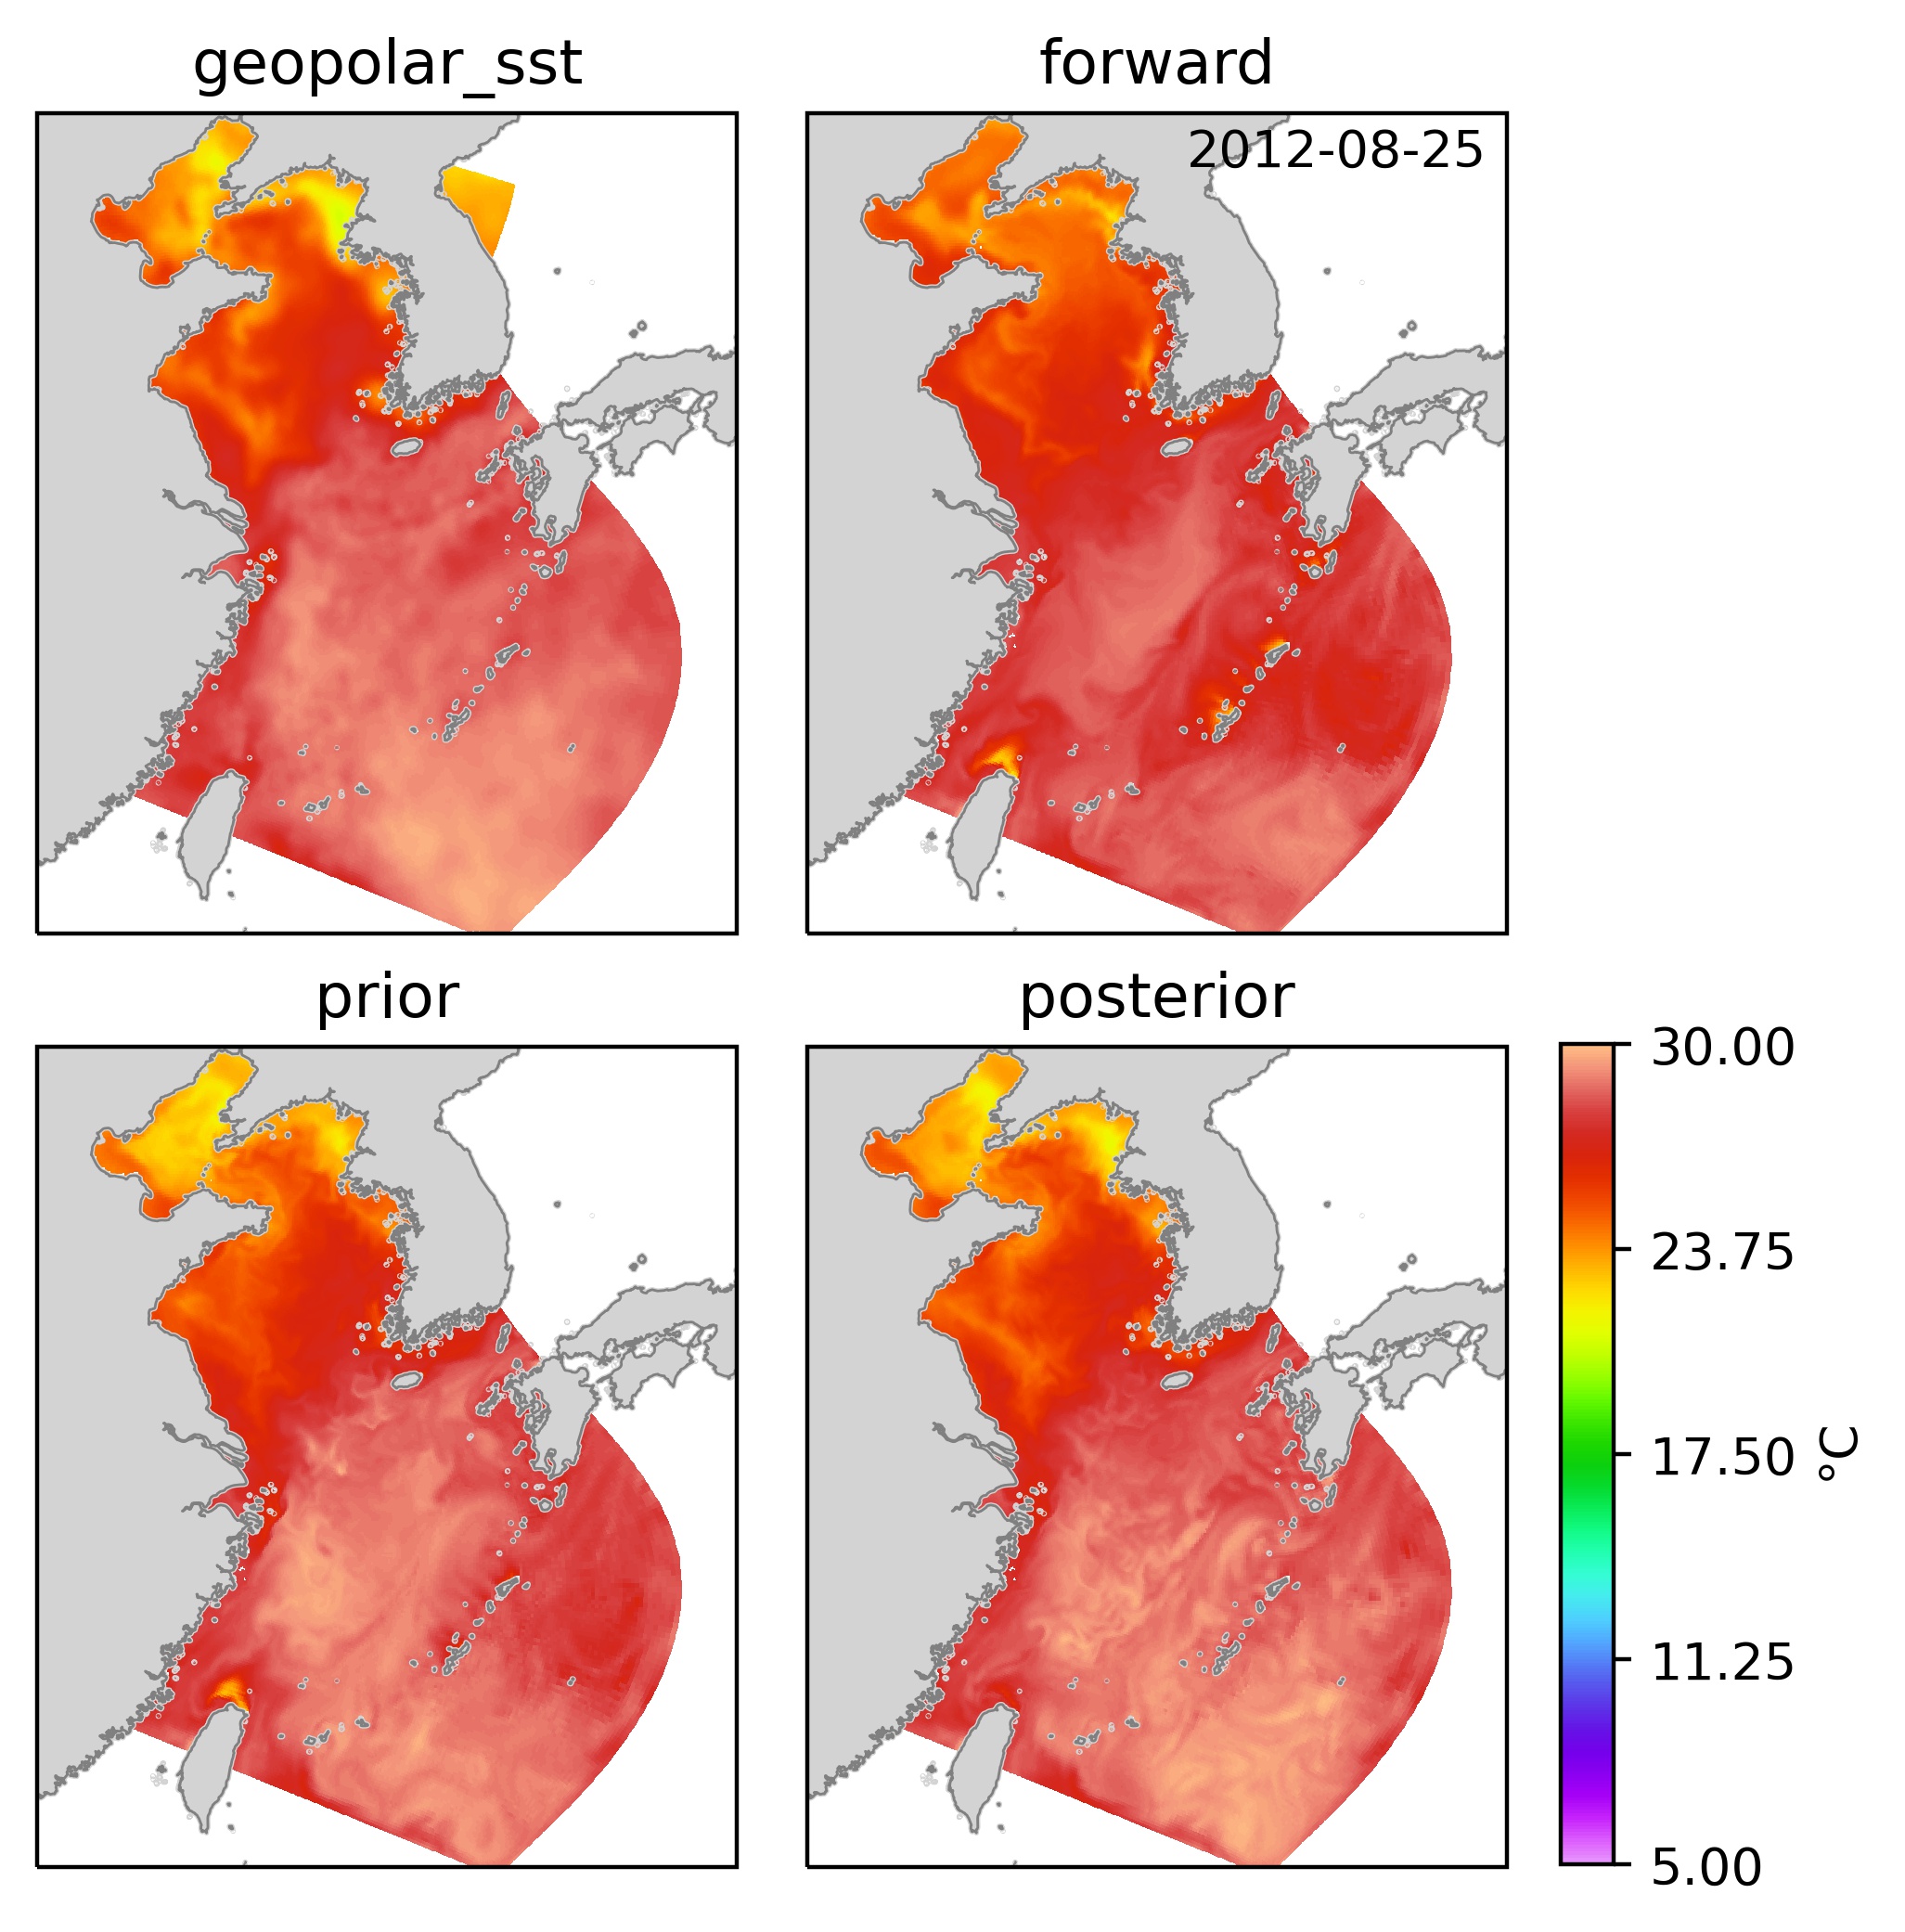 geopolar_sst
forward
2012-08-25
prior
posterior
30.00
23.75
17.50
11.25
5.00
°C